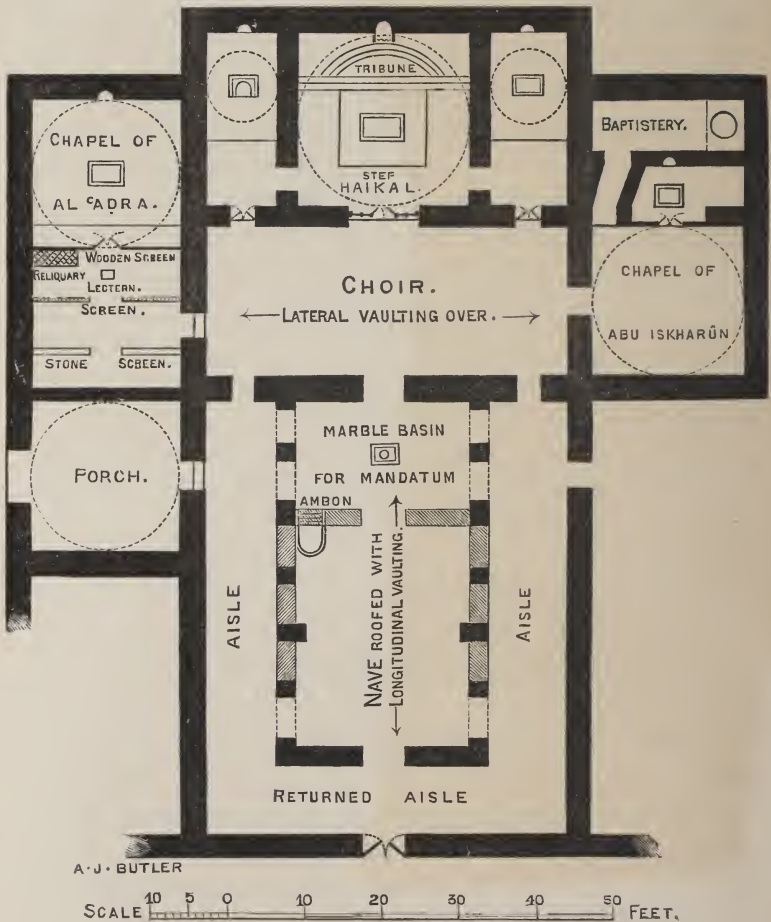 TRIBUNE
STEP
HAIKAL.
CHAPEL OF
AL ᶜADRA.
BAPTISTERY.
WOODEN SCREEN
RELIQUARY
LECTERN.
SCREEN.
STONE SCREEN.
CHOIR.
LATERAL VAULTING OVER.
CHAPEL OF
ABU ISKHARÛN
PORCH.
MARBLE BASIN
FOR MANDATUM
AMBON
AISLE
NAVE ROOFED WITH
LONGITUDINAL VAULTING.
AISLE
RETURNED AISLE
A·J·BUTLER
SCALE 10 5 0 10 20 30 40 50 FEET.